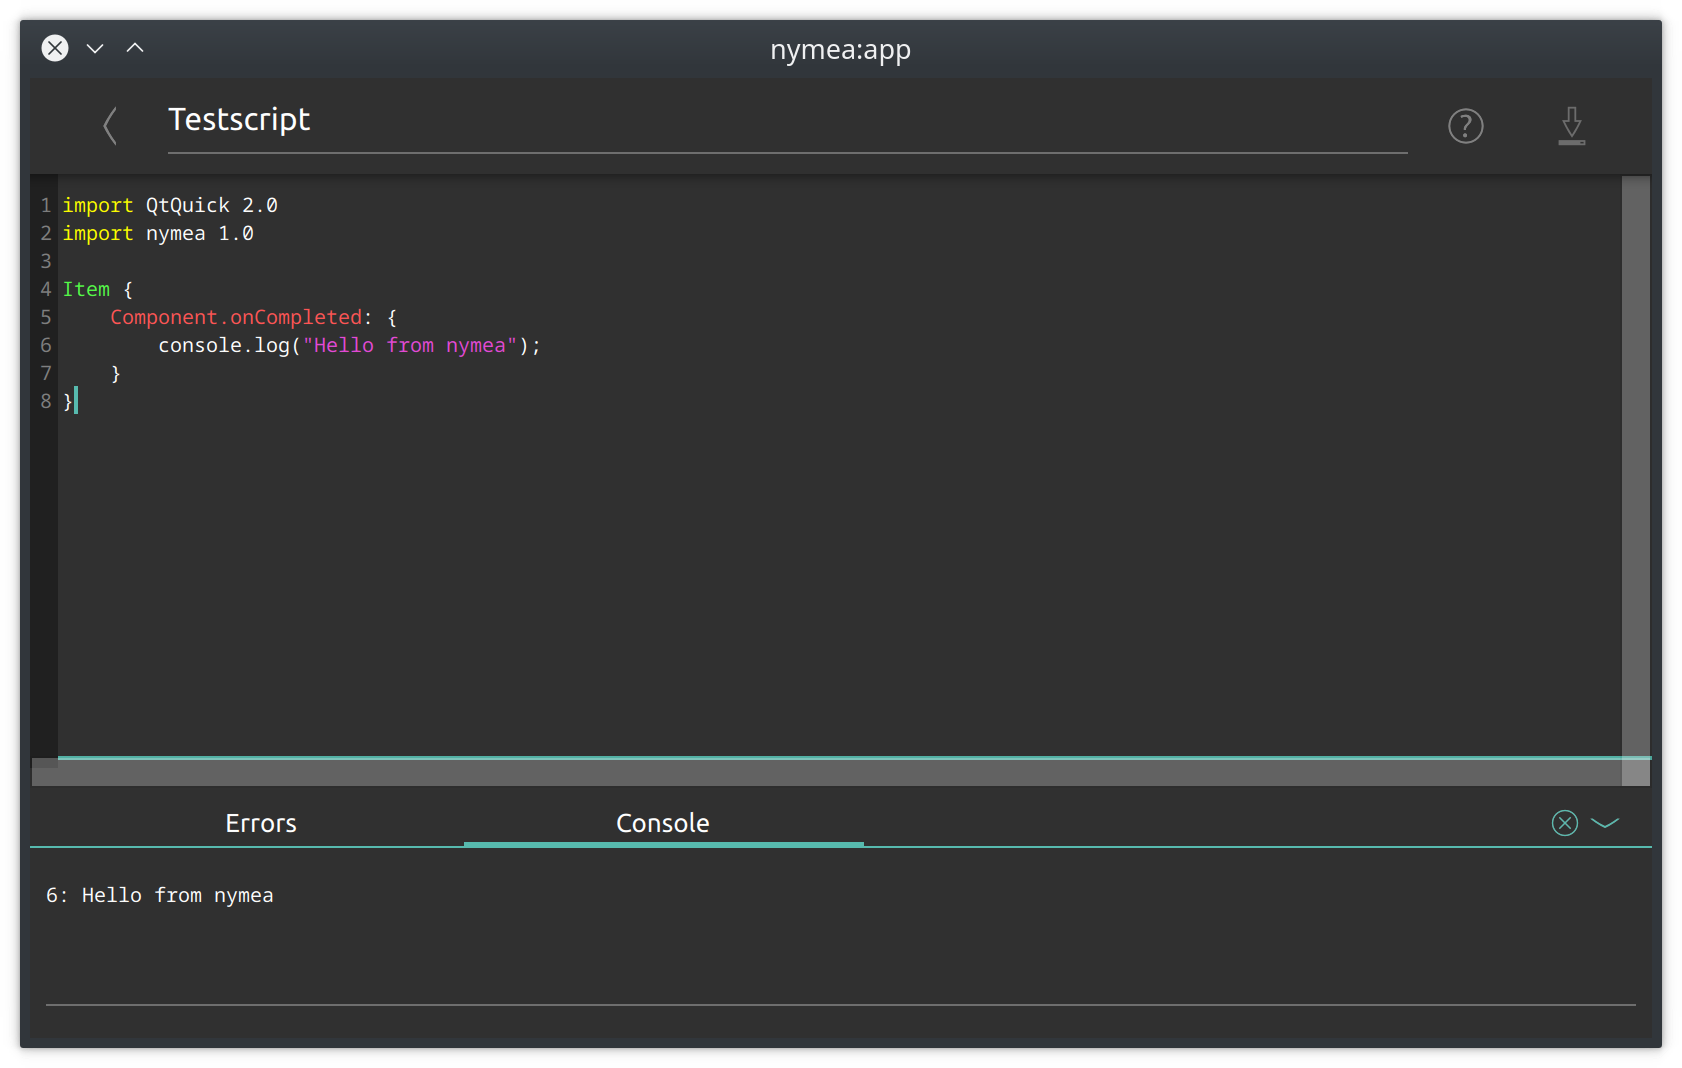 nymea:app
Testscript
1 import QtQuick 2.0
2 import nymea 1.0
3
4 Item {
5     Component.onCompleted: {
6         console.log("Hello from nymea");
7     }
8 }
Errors Console
6: Hello from nymea